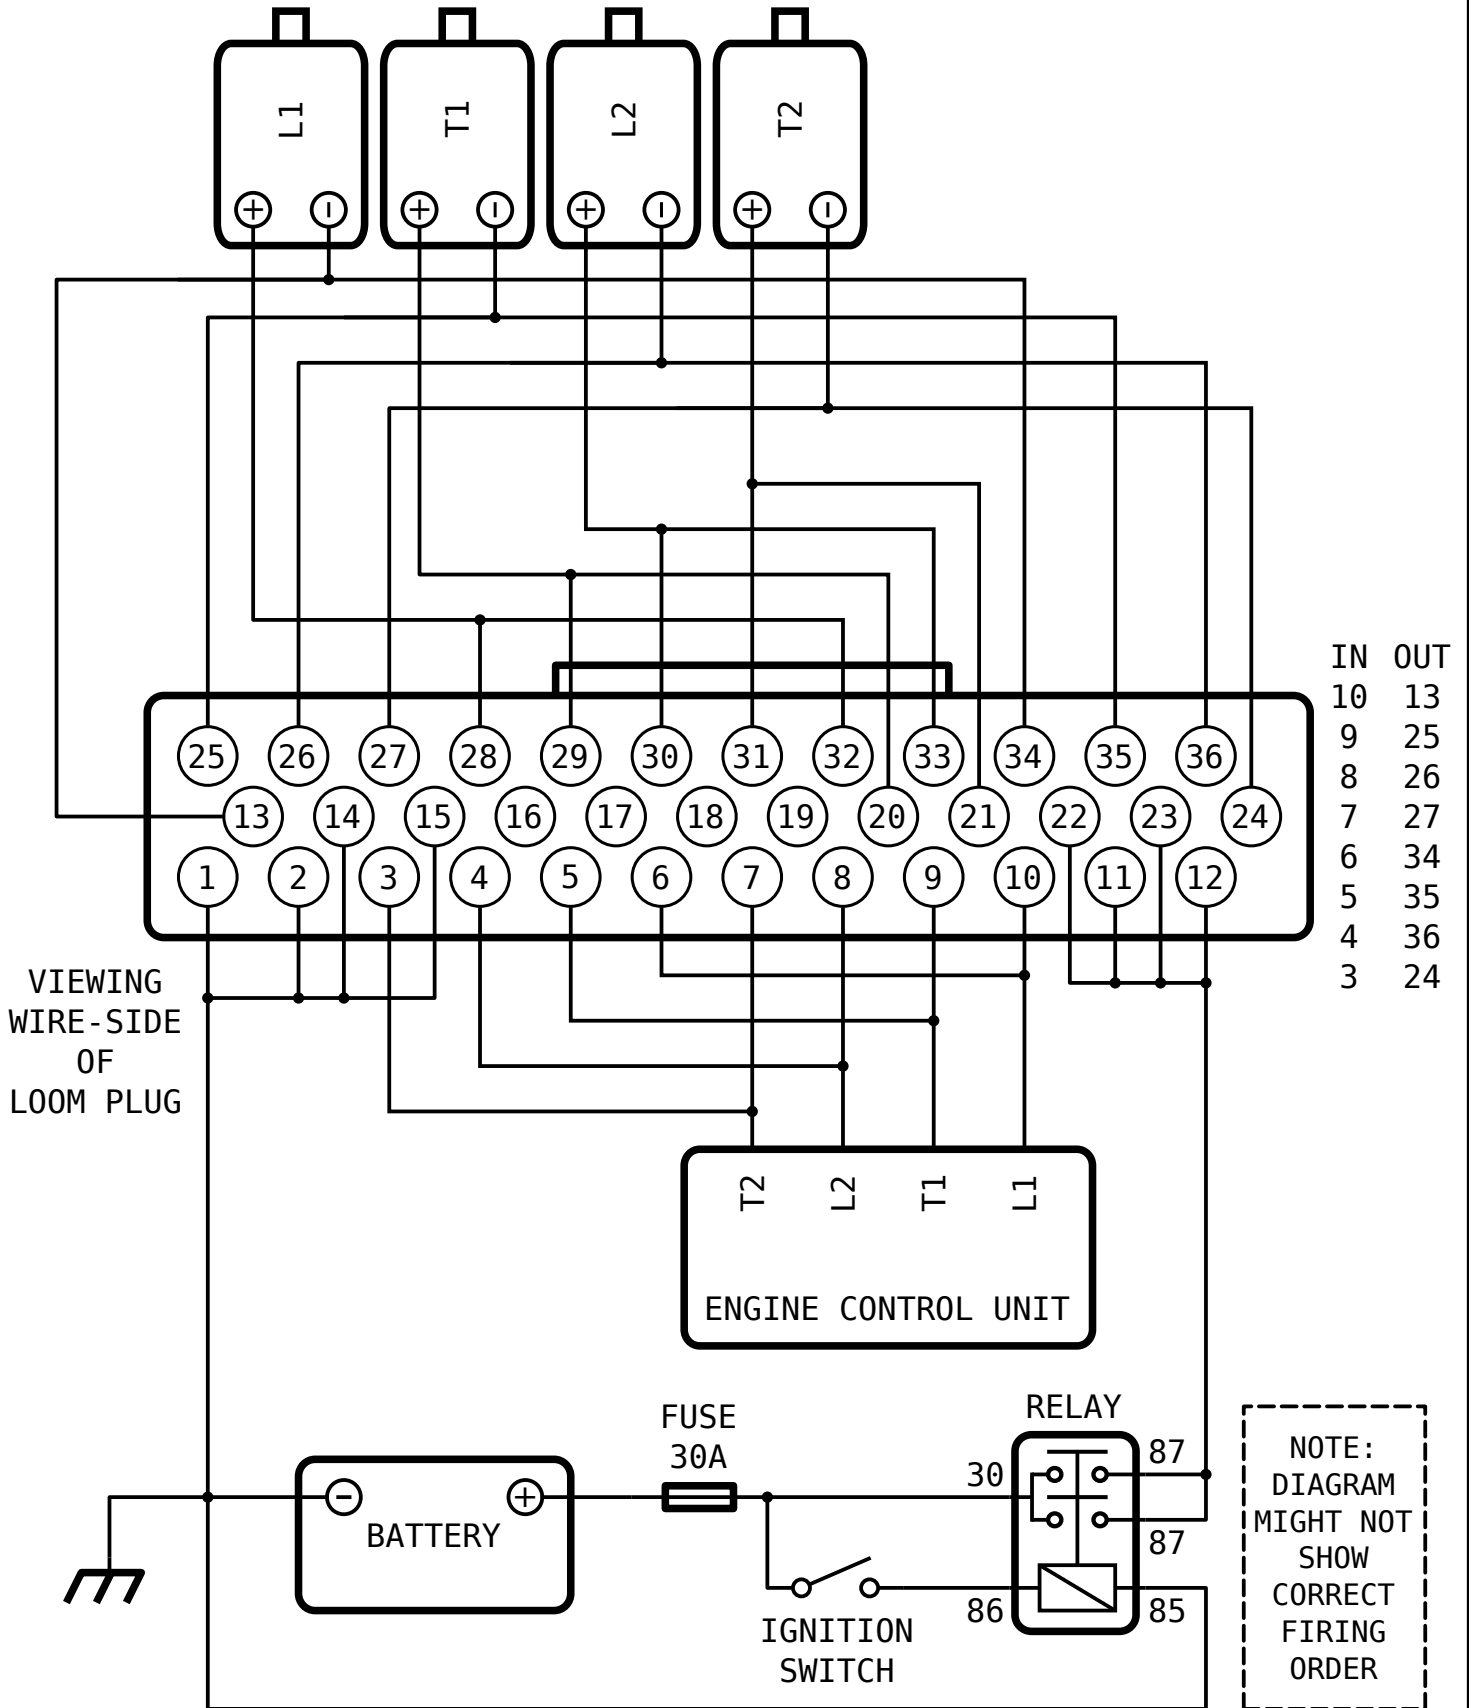 L1 T1 L2 T2
+ - + - + - + -
IN OUT
10 13
9 25
8 26
7 27
6 34
5 35
4 36
3 24
25 26 27 28 29 30 31 32 33 34 35 36
13 14 15 16 17 18 19 20 21 22 23 24
1 2 3 4 5 6 7 8 9 10 11 12
VIEWING
WIRE-SIDE
OF
LOOM PLUG
T2 L2 T1 L1
ENGINE CONTROL UNIT
FUSE
30A
RELAY
30
87
87
86
85
- +
BATTERY
IGNITION
SWITCH
NOTE:
DIAGRAM
MIGHT NOT
SHOW
CORRECT
FIRING
ORDER